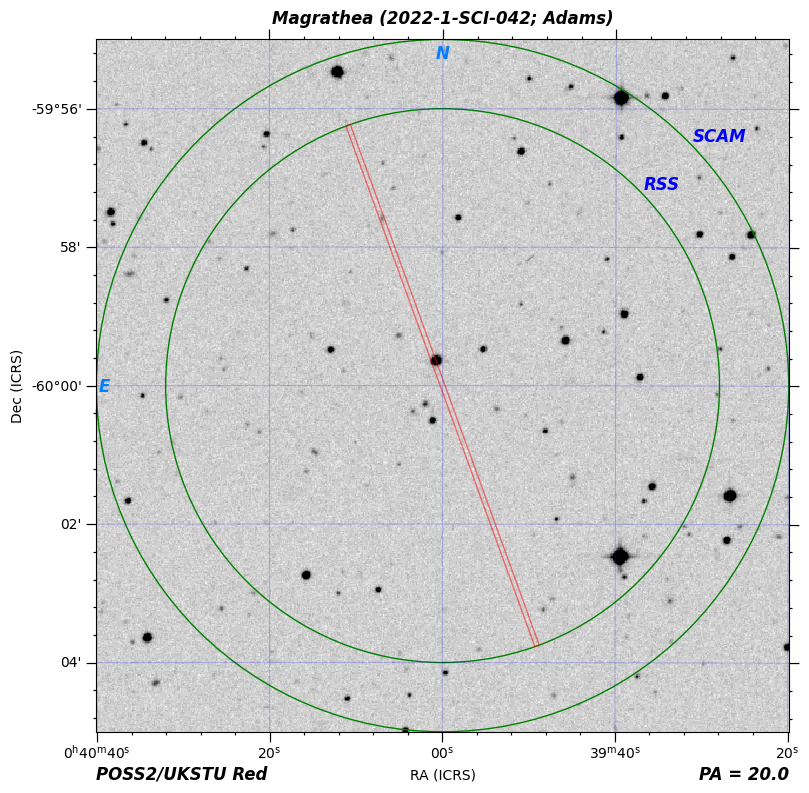 Magrathea (2022-1-SCI-042; Adams)
N
-59°56'
SCAM
RSS
58'
Dec (ICRS)
-60°00'
E
02'
04'
0ʰ40ᵐ40ˢ 20ˢ 00ˢ 39ᵐ40ˢ 20ˢ
POSS2/UKSTU Red RA (ICRS) PA = 20.0